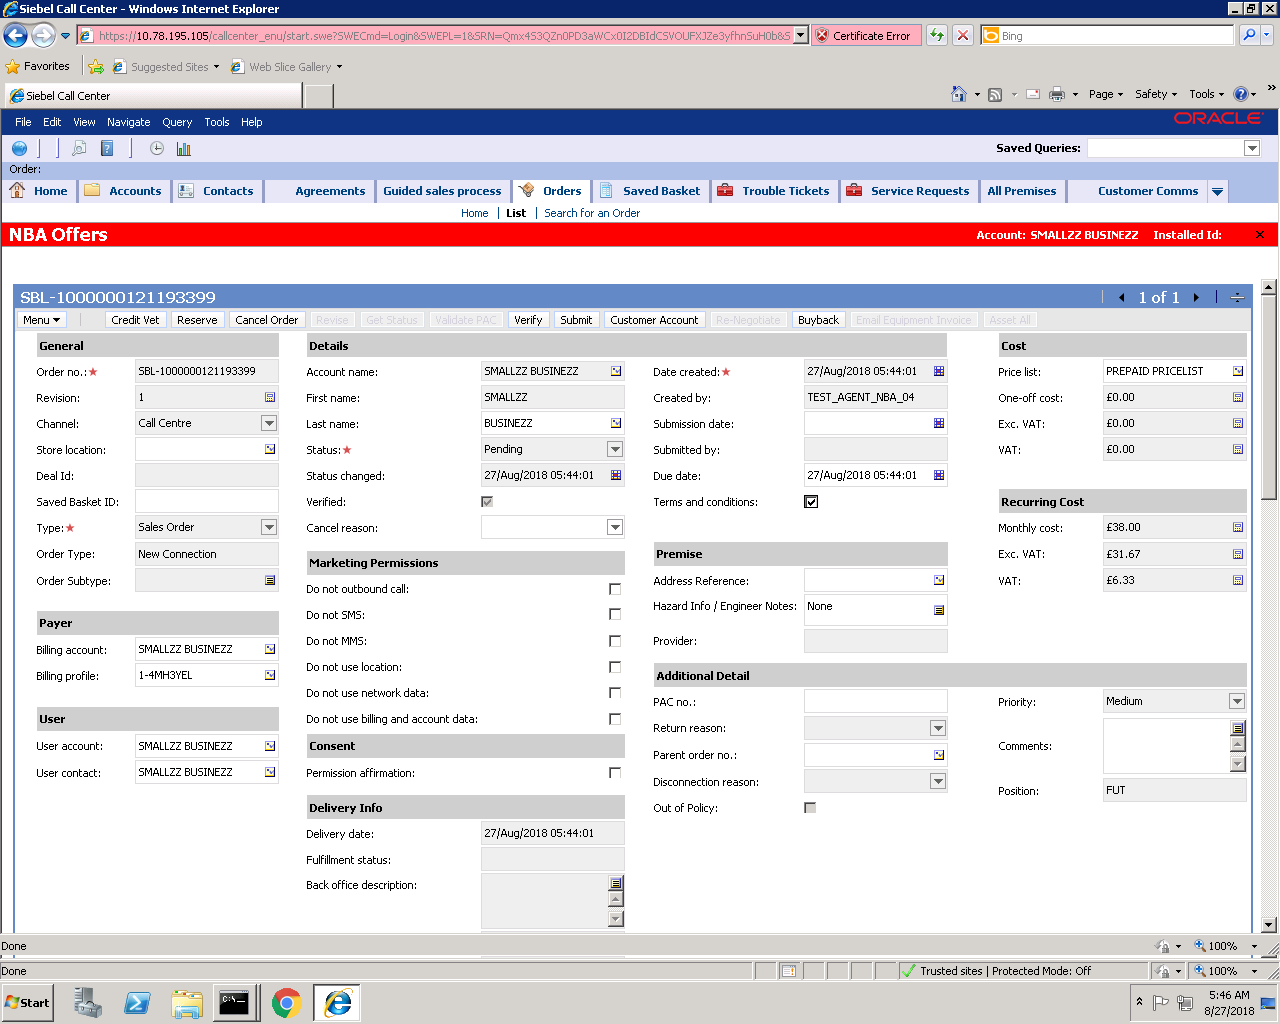 Siebel Call Center - Windows Internet Explorer
https://10.78.195.105/callcenter_enu/start.swe?SWECmd=Login&SWEPL=1&SRN= Certificate Error Bing
Favorites Suggested Sites Web Slice Gallery
Siebel Call Center Page Safety Tools
File Edit View Navigate Query Tools Help ORACLE
Saved Queries:
Order:
Home Accounts Contacts Agreements Guided sales process Orders Saved Basket Trouble Tickets Service Requests All Premises Customer Comms
Home List Search for an Order
NBA Offers Account: SMALLZZ BUSINEZZ Installed Id:
SBL-1000000121193399 1 of 1
Menu Credit Vet Reserve Cancel Order Revise Get Status Validate PAC Verify Submit Customer Account Re-Negotiate Buyback Email Equipment Invoice Asset All
General Details Cost
Order no.: SBL-1000000121193399 Account name: SMALLZZ BUSINEZZ Date created: 27/Aug/2018 05:44:01 Price list: PREPAID PRICELIST
Revision: 1 First name: SMALLZZ Created by: TEST_AGENT_NBA_04 One-off cost: £0.00
Channel: Call Centre Last name: BUSINEZZ Submission date: Exc. VAT: £0.00
Store location: Status: Pending Submitted by: VAT: £0.00
Deal Id: Status changed: 27/Aug/2018 05:44:01 Due date: 27/Aug/2018 05:44:01
Saved Basket ID: Verified: Terms and conditions: Recurring Cost
Type: Sales Order Cancel reason: Monthly cost: £38.00
Order Type: New Connection Marketing Permissions Premise Exc. VAT: £31.67
Order Subtype: Do not outbound call: Address Reference: VAT: £6.33
Do not SMS: Hazard Info / Engineer Notes: None
Payer
Billing account: SMALLZZ BUSINEZZ Do not MMS: Provider:
Billing profile: 1-4MH3YEL Do not use location: Additional Detail
Do not use network data: PAC no.: Priority: Medium
User Do not use billing and account data: Return reason:
User account: SMALLZZ BUSINEZZ Consent Parent order no.: Comments:
User contact: SMALLZZ BUSINEZZ Permission affirmation: Disconnection reason: Position: FUT
Delivery Info Out of Policy:
Delivery date: 27/Aug/2018 05:44:01
Fulfillment status:
Back office description:
Done 100%
Done Trusted sites | Protected Mode: Off 100%
Start 5:46 AM
8/27/2018